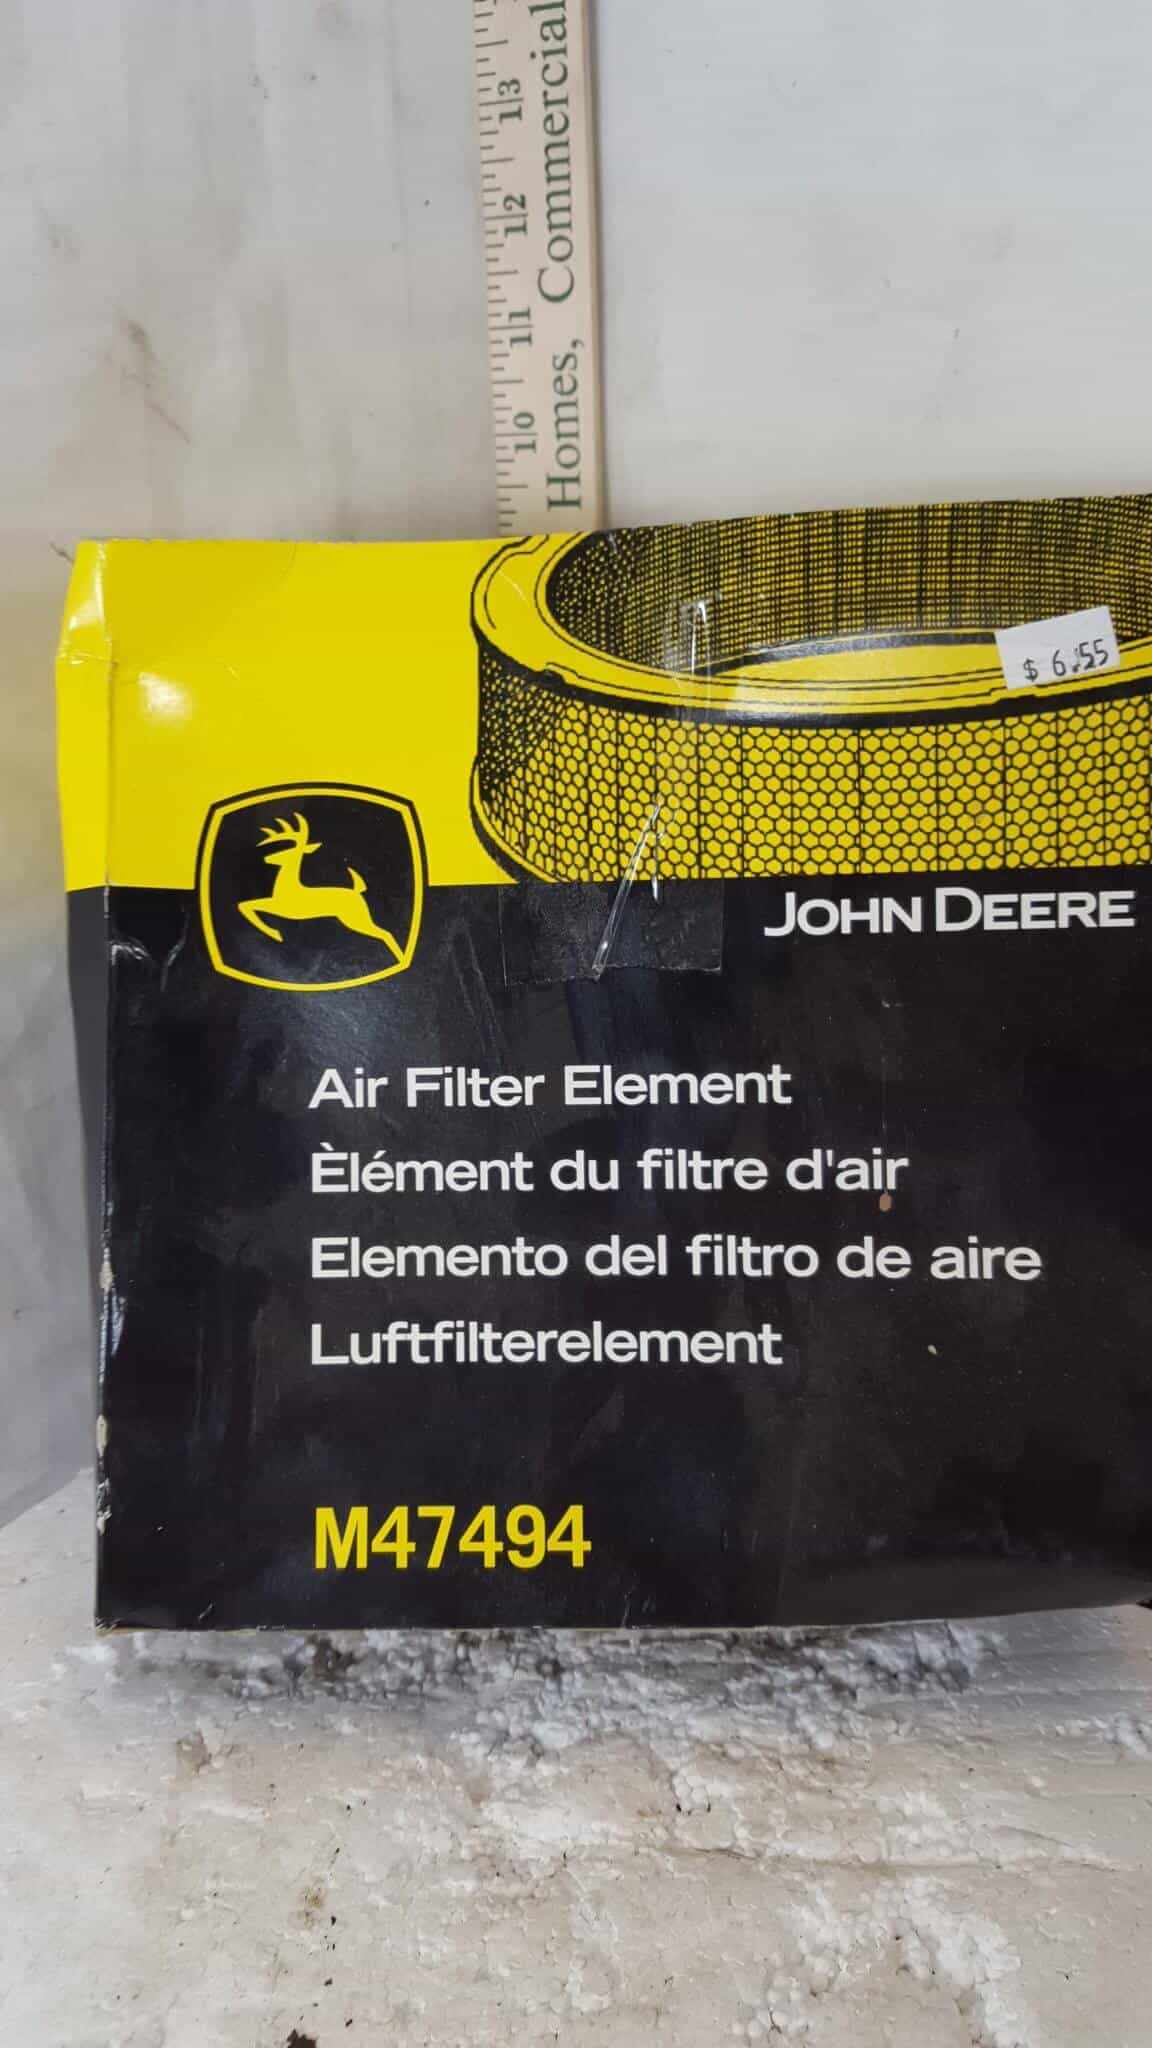 13
12
11
10
Homes, Commercial
$ 6.55
JOHN DEERE
Air Filter Element
Èlément du filtre d'air
Elemento del filtro de aire
Luftfilterelement
M47494